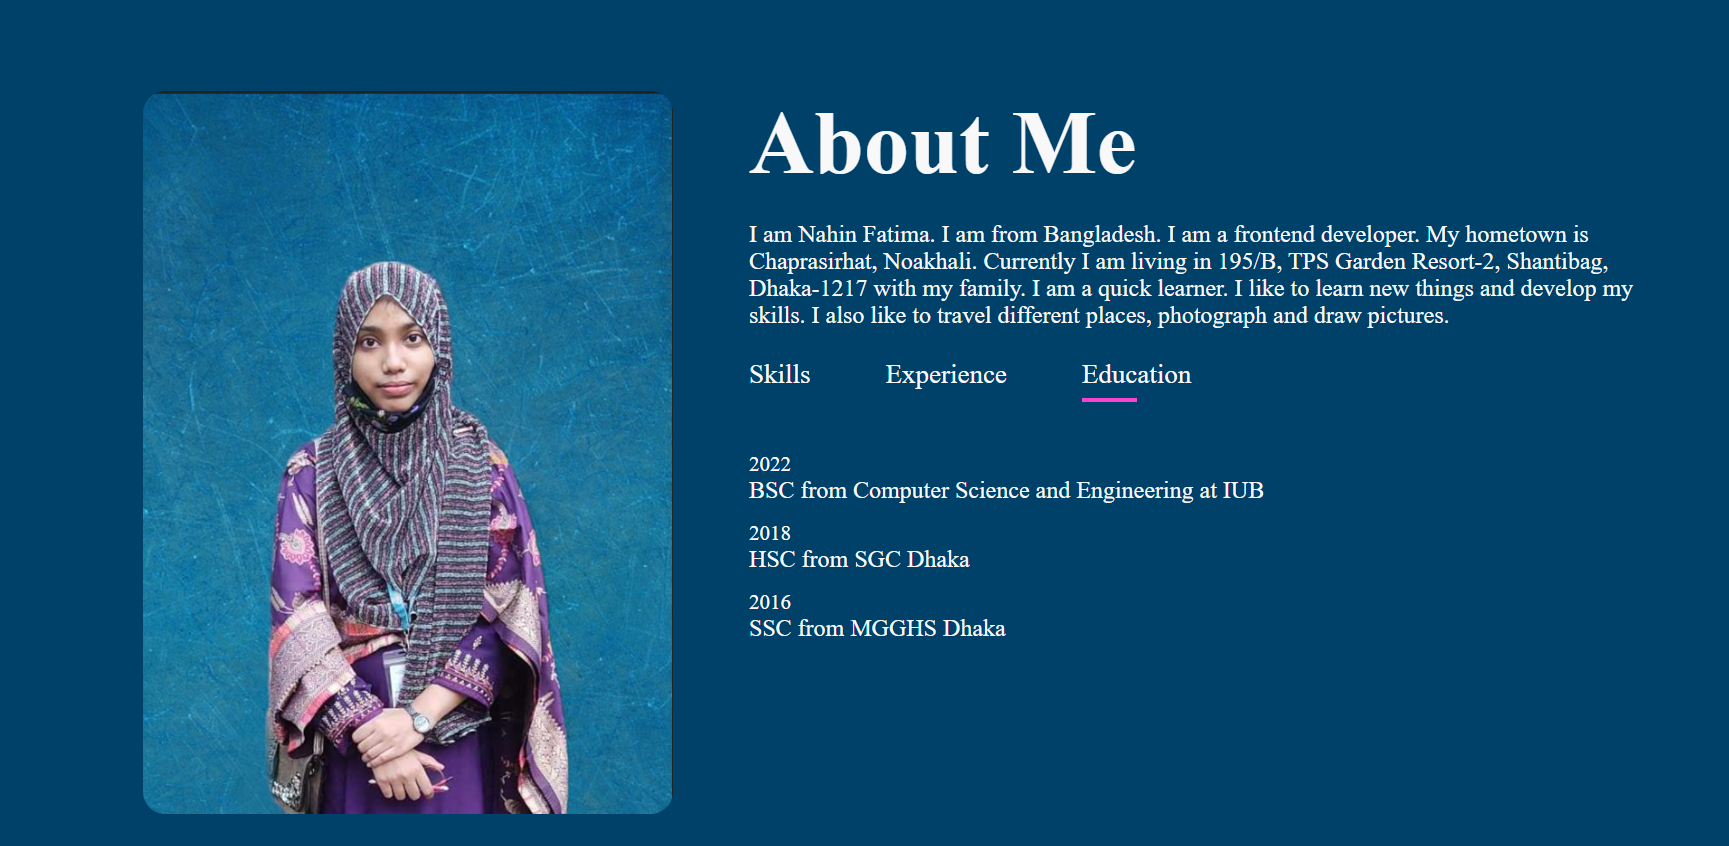 About Me
I am Nahin Fatima. I am from Bangladesh. I am a frontend developer. My hometown is
Chaprasirhat, Noakhali. Currently I am living in 195/B, TPS Garden Resort-2, Shantibag,
Dhaka-1217 with my family. I am a quick learner. I like to learn new things and develop my
skills. I also like to travel different places, photograph and draw pictures.
Skills Experience Education
2022
BSC from Computer Science and Engineering at IUB
2018
HSC from SGC Dhaka
2016
SSC from MGGHS Dhaka